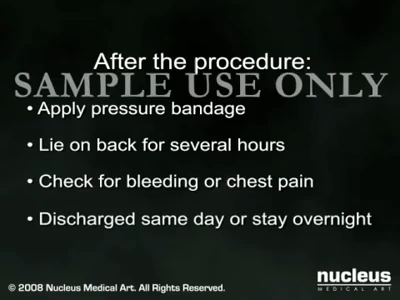 After the procedure:
SAMPLE USE ONLY
• Apply pressure bandage
• Lie on back for several hours
• Check for bleeding or chest pain
• Discharged same day or stay overnight
nucleus
MEDICAL ART
© 2008 Nucleus Medical Art. All Rights Reserved.